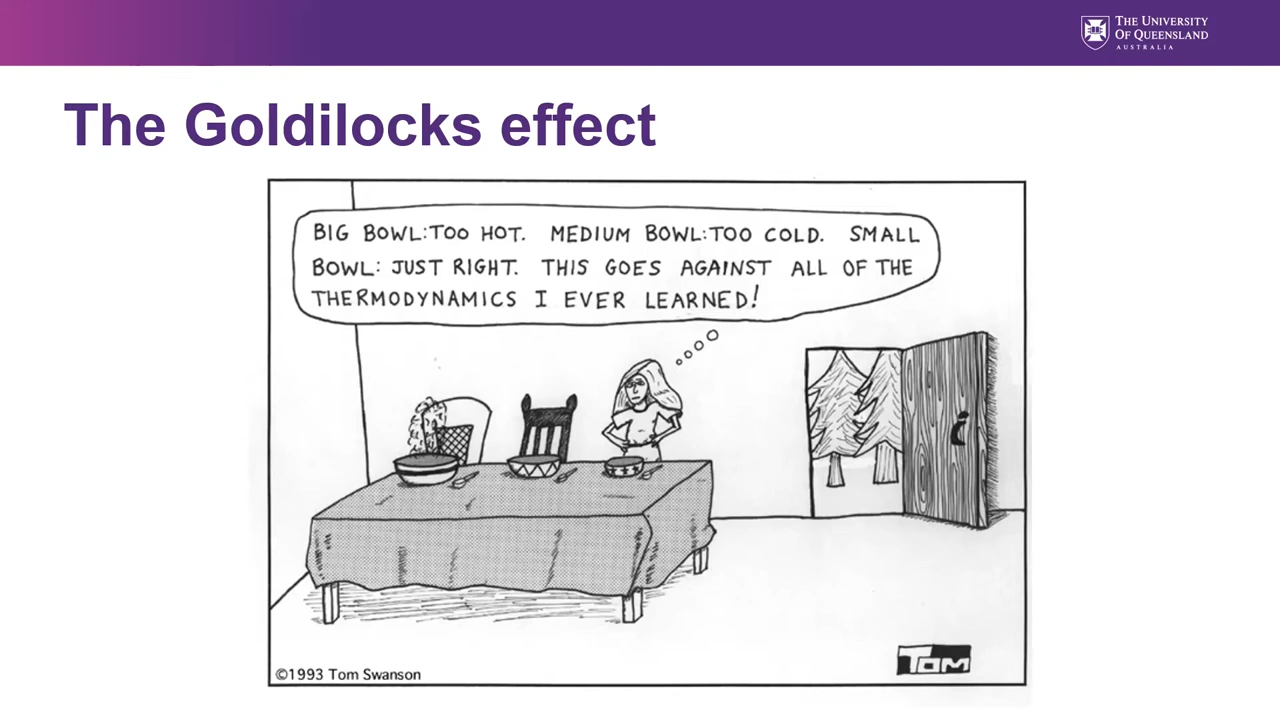 THE UNIVERSITY
OF QUEENSLAND
AUSTRALIA
The Goldilocks effect
BIG BOWL: TOO HOT. MEDIUM BOWL: TOO COLD. SMALL
BOWL: JUST RIGHT. THIS GOES AGAINST ALL OF THE
THERMODYNAMICS I EVER LEARNED!
©1993 Tom Swanson
TOM